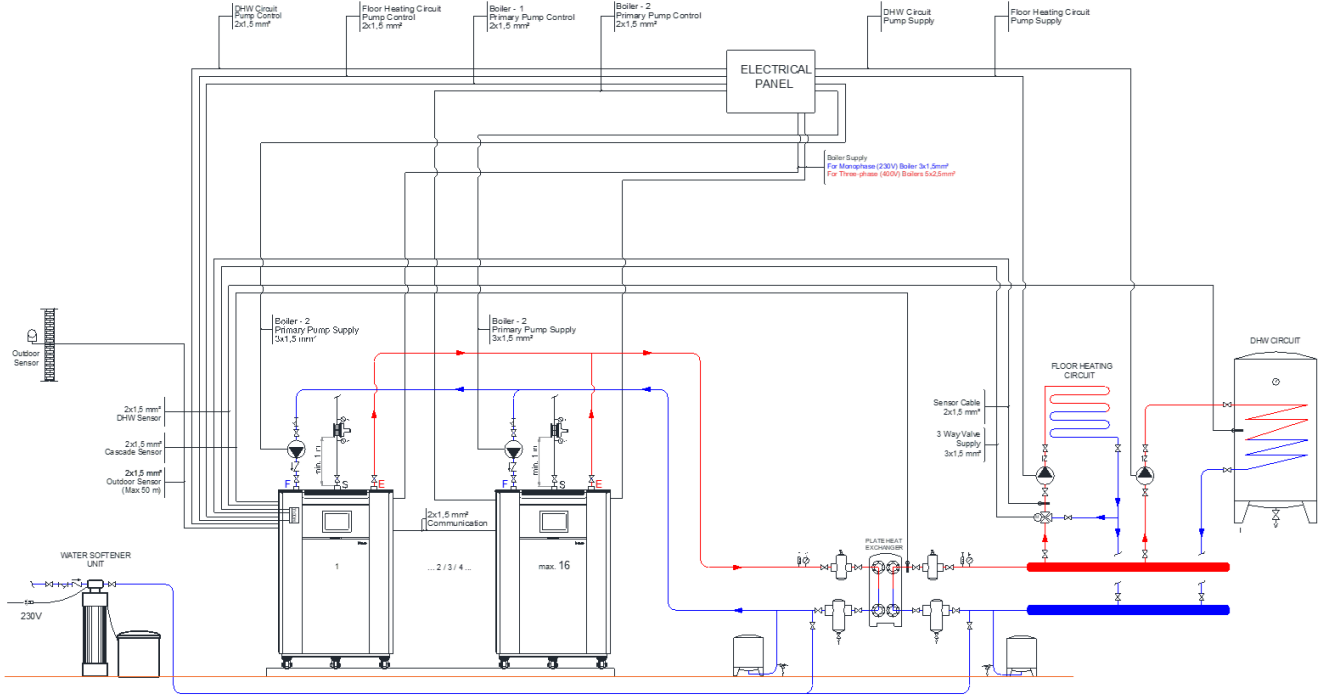 DHW Circuit
Pump Control
2x1,5 mm²
Floor Heating Circuit
Pump Control
2x1,5 mm²
Boiler - 1
Primary Pump Control
2x1,5 mm²
Boiler - 2
Primary Pump Control
2x1,5 mm²
DHW Circuit
Pump Supply
Floor Heating Circuit
Pump Supply
ELECTRICAL
PANEL
Boiler Supply
For Monophase (230V) Boiler 3x1,5mm²
For Three-phase (400V) Boilers 5x2,5mm²
Outdoor
Sensor
Boiler - 2
Primary Pump Supply
3x1,5 mm²
Boiler - 2
Primary Pump Supply
3x1,5 mm²
DHW CIRCUIT
FLOOR HEATING
CIRCUIT
2x1,5 mm²
DHW Sensor
2x1,5 mm²
Cascade Sensor
2x1,5 mm²
Outdoor Sensor
(Max 50 m)
Sensor Cable
2x1,5 mm²
3 Way Valve
Supply
3x1,5 mm²
min. 1 m
min. 1 m
F
S
E
F
S
E
2x1,5 mm²
Communication
PLATE HEAT
EXCHANGER
WATER SOFTENER
UNIT
230V
1
... 2 / 3 / 4 ...
max. 16